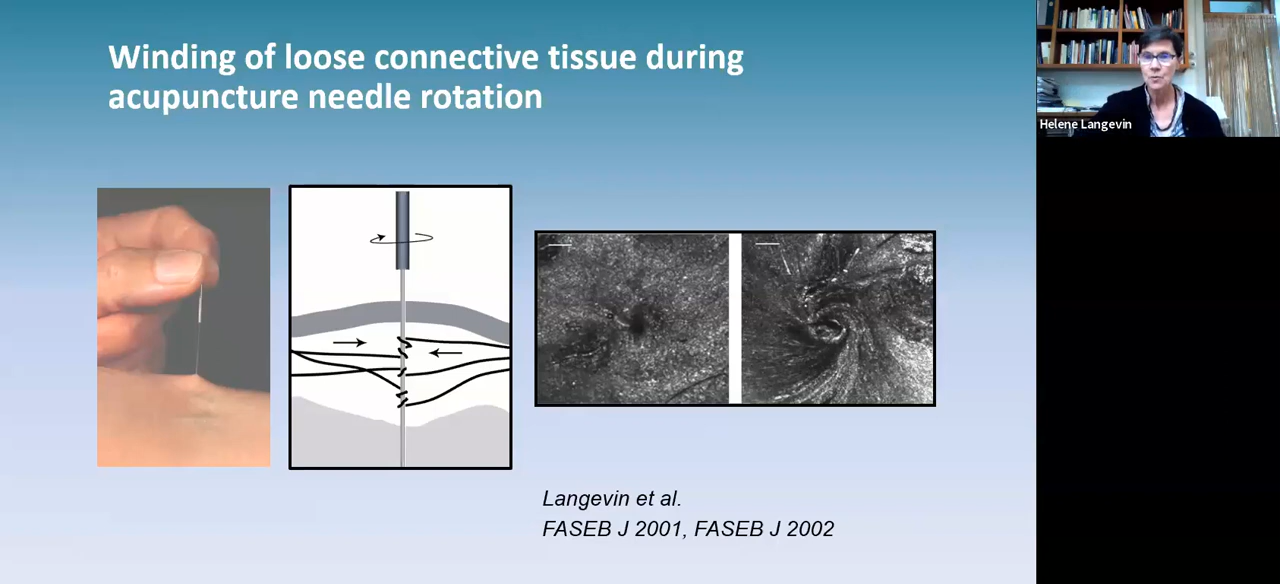 Winding of loose connective tissue during
acupuncture needle rotation
Helene Langevin
Langevin et al.
FASEB J 2001, FASEB J 2002